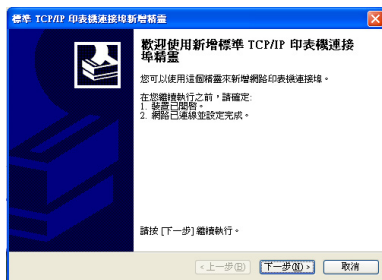 標準 TCP/IP 印表機連接埠新增精靈
歡迎使用新增標準 TCP/IP 印表機連接
埠精靈
您可以使用這個精靈來新增網路印表機連接埠。
在您繼續執行之前，請確定:
1. 裝置已開啓。
2. 網路已連線並設定完成。
請按 [下一步] 繼續執行。
<上一步(B)
下一步(N)>
取消